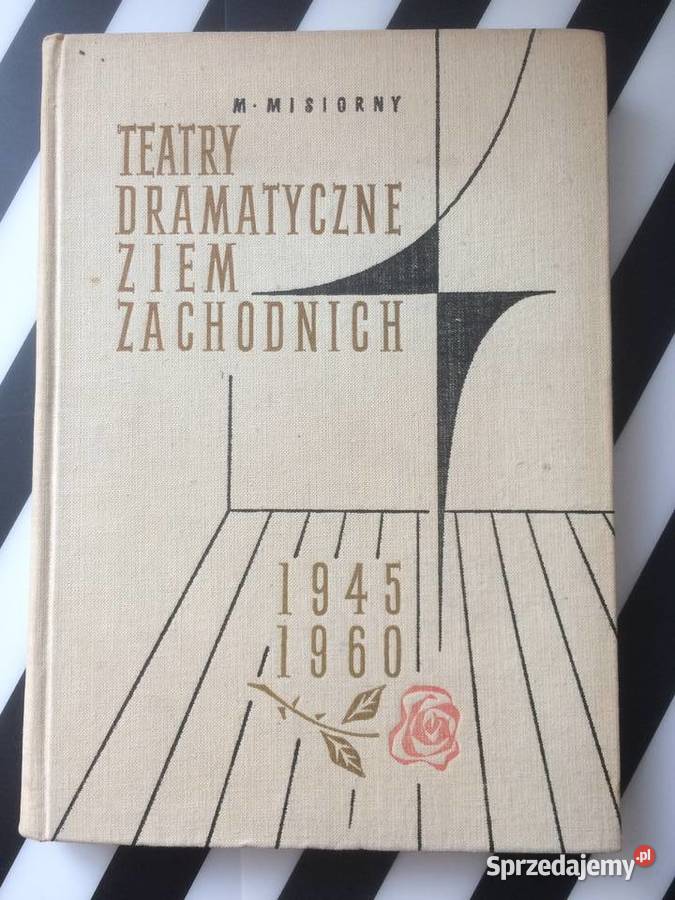 M. MISIORNY
TEATRY
DRAMATYCZNE
ZIEM
ZACHODNICH
1945
1960
Sprzedajemy.pl